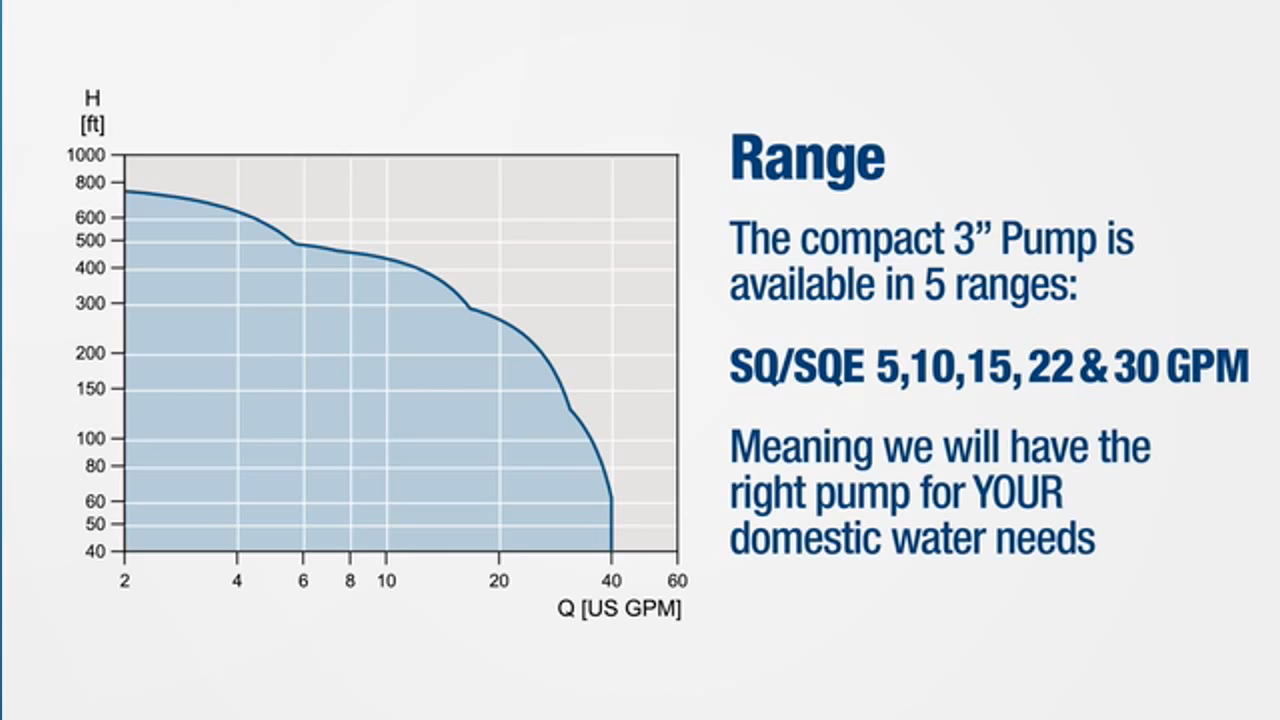 H
[ft]
1000
800
600
500
400
300
200
150
100
80
60
50
40
2 4 6 8 10 20 40 60
Q [US GPM]
Range
The compact 3” Pump is
available in 5 ranges:
SQ/SQE 5,10,15, 22 & 30 GPM
Meaning we will have the
right pump for YOUR
domestic water needs